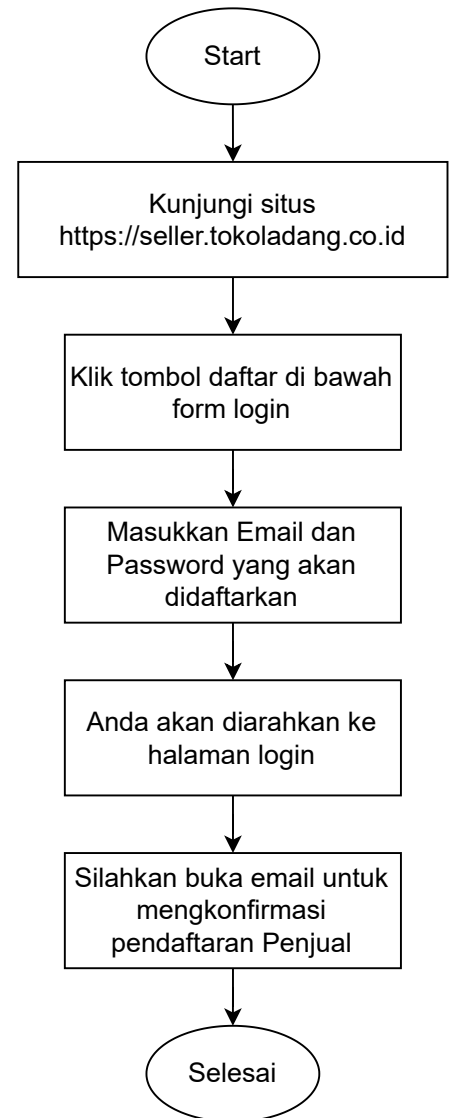 Start
Kunjungi situs
https://seller.tokoladang.co.id
Klik tombol daftar di bawah
form login
Masukkan Email dan
Password yang akan
didaftarkan
Anda akan diarahkan ke
halaman login
Silahkan buka email untuk
mengkonfirmasi
pendaftaran Penjual
Selesai